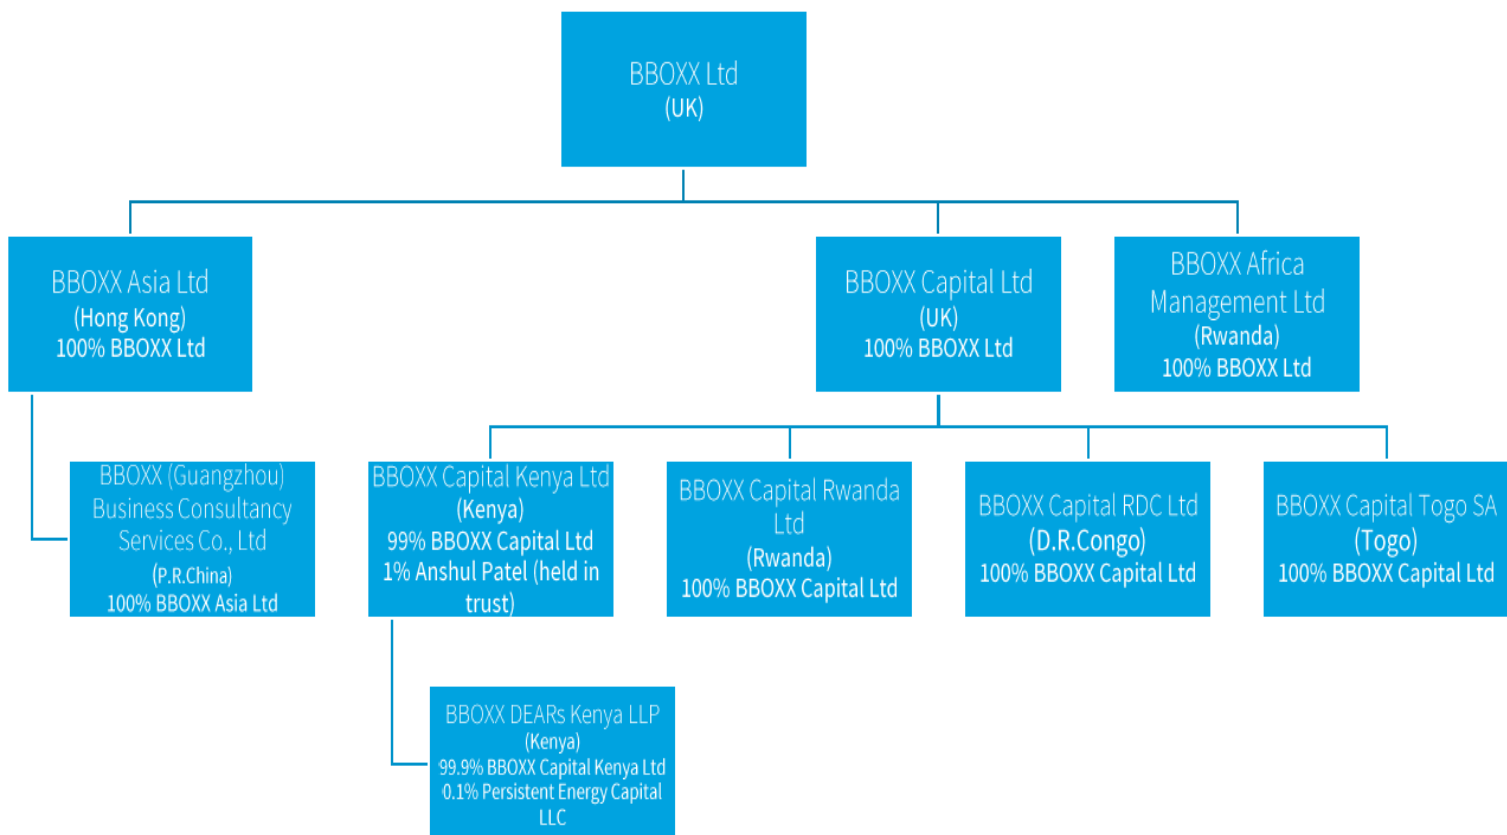 BBOXX Ltd
(UK)
BBOXX Asia Ltd
(Hong Kong)
100% BBOXX Ltd
BBOXX Capital Ltd
(UK)
100% BBOXX Ltd
BBOXX Africa
Management Ltd
(Rwanda)
100% BBOXX Ltd
BBOXX (Guangzhou)
Business Consultancy
Services Co., Ltd
(P.R.China)
100% BBOXX Asia Ltd
BBOXX Capital Kenya Ltd
(Kenya)
99% BBOXX Capital Ltd
1% Anshul Patel (held in
trust)
BBOXX Capital Rwanda
Ltd
(Rwanda)
100% BBOXX Capital Ltd
BBOXX Capital RDC Ltd
(D.R.Congo)
100% BBOXX Capital Ltd
BBOXX Capital Togo SA
(Togo)
100% BBOXX Capital Ltd
BBOXX DEARs Kenya LLP
(Kenya)
99.9% BBOXX Capital Kenya Ltd
0.1% Persistent Energy Capital
LLC